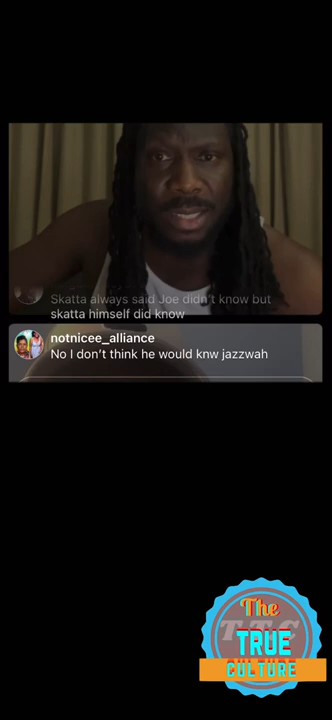 Skatta always said Joe didn't know but
skatta himself did know
notnicee_alliance
No I don't think he would knw jazzwah
The
T.T.C
TRUE
CULTURE